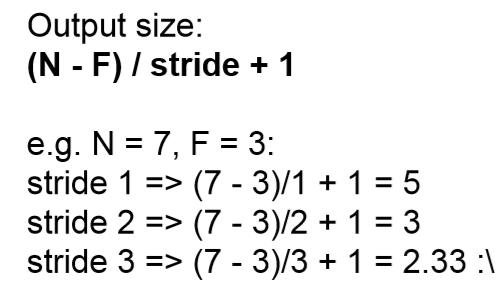 Output size:
(N - F) / stride + 1
e.g. N = 7, F = 3:
stride 1 => (7 - 3)/1 + 1 = 5
stride 2 => (7 - 3)/2 + 1 = 3
stride 3 => (7 - 3)/3 + 1 = 2.33 :\